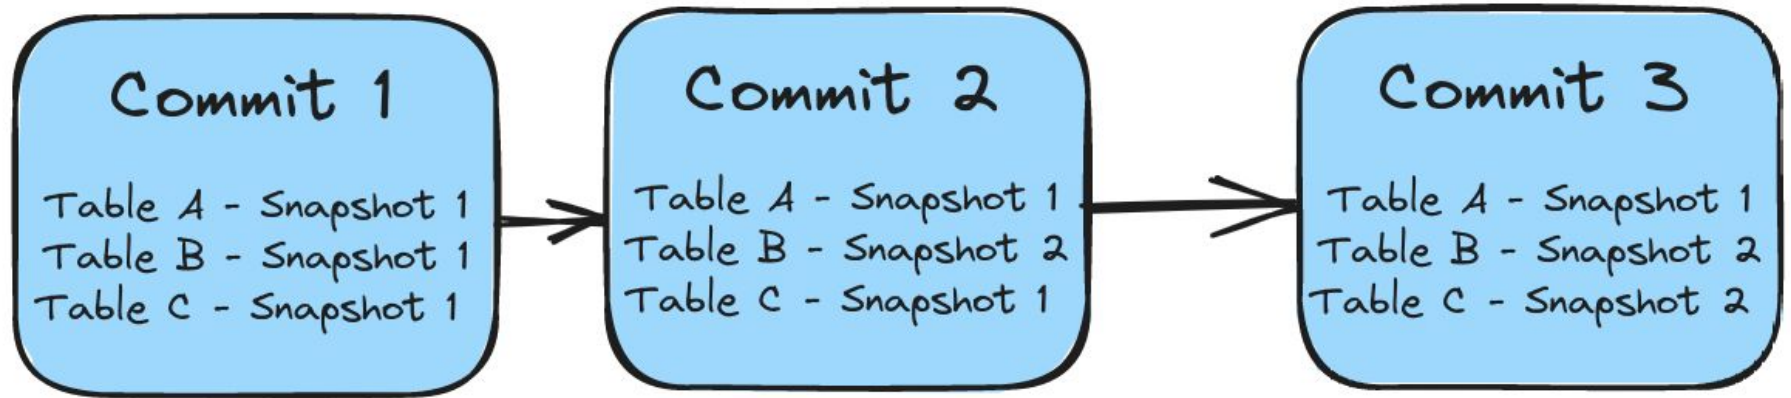 Commit 1
Table A - Snapshot 1
Table B - Snapshot 1
Table C - Snapshot 1
Commit 2
Table A - Snapshot 1
Table B - Snapshot 2
Table C - Snapshot 1
Commit 3
Table A - Snapshot 1
Table B - Snapshot 2
Table C - Snapshot 2